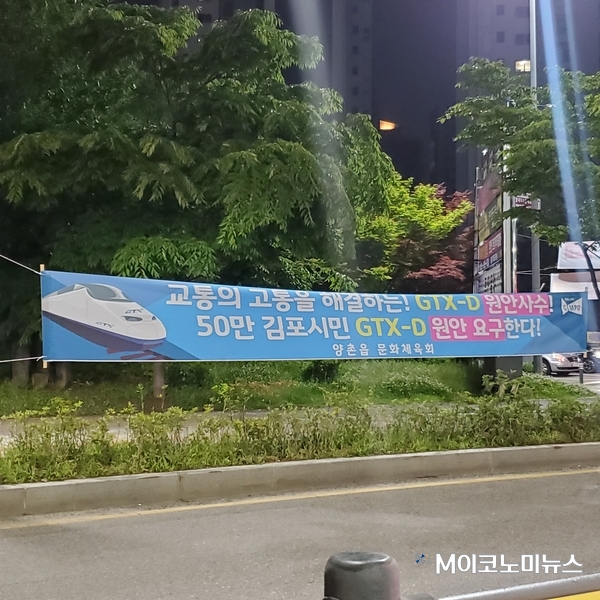 교통의 고통을 해결하는! GTX-D 원안사수!
50만 김포시민 GTX-D 원안 요구한다!
양촌읍 문화체육회
GTX
M이코노미뉴스